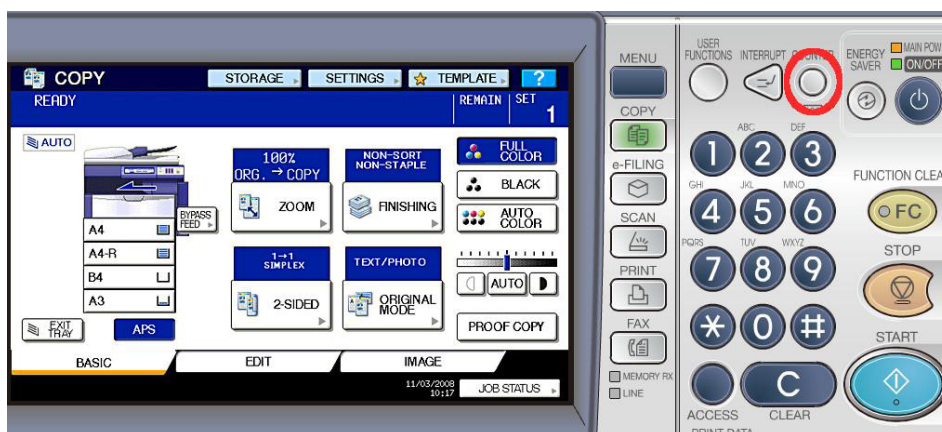 COPY
STORAGE
SETTINGS
TEMPLATE
?
READY
REMAIN
SET
1
AUTO
BYPASS
FEED
A4
A4-R
B4
A3
EXIT
TRAY
APS
100%
ORG. → COPY
ZOOM
NON-SORT
NON-STAPLE
FINISHING
1→1
SIMPLEX
2-SIDED
TEXT/PHOTO
ORIGINAL
MODE
FULL
COLOR
BLACK
AUTO
COLOR
AUTO
PROOF COPY
BASIC
EDIT
IMAGE
11/03/2008
10:17
JOB STATUS
MENU
COPY
e-FILING
SCAN
PRINT
FAX
MEMORY RX
LINE
USER
FUNCTIONS
INTERRUPT
COUNTER
ENERGY
SAVER
MAIN POW
ON/OFF
ABC
DEF
1
2
3
GHI
JKL
MNO
4
5
6
PQRS
TUV
WXYZ
7
8
9
*
0
#
ACCESS
C
CLEAR
PRINT DATA
FUNCTION CLEA
FC
STOP
START